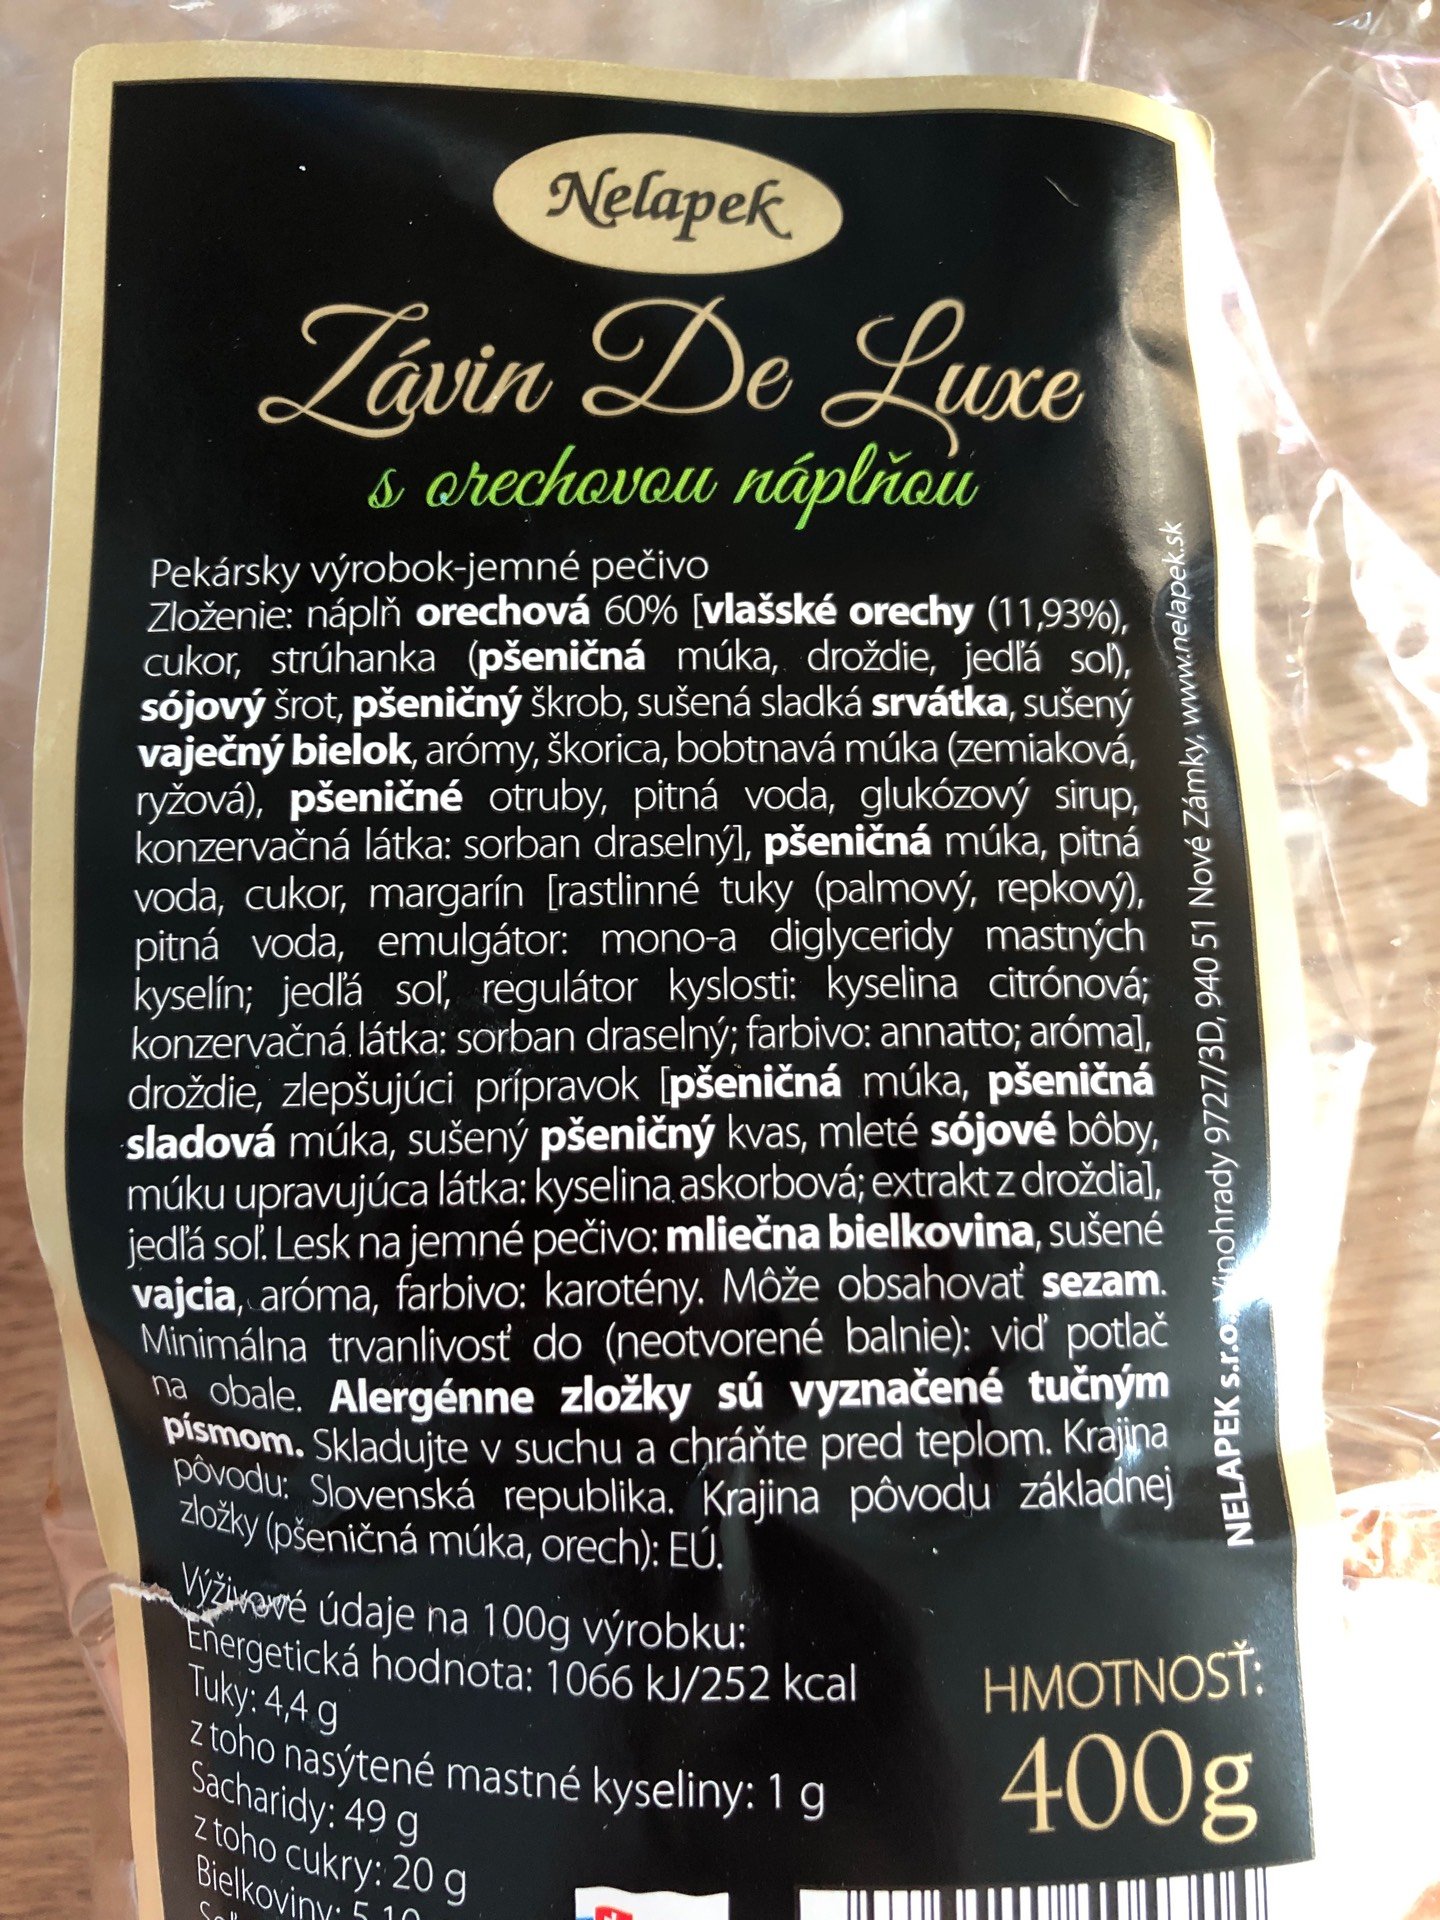 Nelapek
Závin De Luxe
s orechovou náplňou
Pekársky výrobok-jemné pečivo
Zloženie: náplň orechová 60% [vlašské orechy (11,93%),
cukor, strúhanka (pšeničná múka, droždie, jedľá soľ),
sójový šrot, pšeničný škrob, sušená sladká srvátka, sušený
vaječný bielok, arómy, škorica, bobtnavá múka (zemiaková,
ryžová), pšeničné otruby, pitná voda, glukózový sirup,
konzervačná látka: sorban draselný], pšeničná múka, pitná
voda, cukor, margarín [rastlinné tuky (palmový, repkový),
pitná voda, emulgátor: mono-a diglyceridy mastných
kyselín; jedľá soľ, regulátor kyslosti: kyselina citrónová;
konzervačná látka: sorban draselný; farbivo: annatto; aróma],
droždie, zlepšujúci prípravok [pšeničná múka, pšeničná
sladová múka, sušený pšeničný kvas, mleté sójové bôby,
múku upravujúca látka: kyselina askorbová; extrakt z droždia],
jedľá soľ. Lesk na jemné pečivo: mliečna bielkovina, sušené
vajcia, aróma, farbivo: karotény. Môže obsahovať sezam.
Minimálna trvanlivosť do (neotvorené balnie): viď potlač
na obale. Alergénne zložky sú vyznačené tučným
písmom. Skladujte v suchu a chráňte pred teplom. Krajina
pôvodu: Slovenská republika. Krajina pôvodu základnej
zložky (pšeničná múka, orech): EÚ.
Výživové údaje na 100g výrobku:
Energetická hodnota: 1066 kJ/252 kcal
Tuky: 4,4 g
z toho nasýtené mastné kyseliny: 1 g
Sacharidy: 49 g
z toho cukry: 20 g
Bielkoviny:
HMOTNOSŤ:
400g
NELAPEK s.r.o. Vinohrady 9727/3D, 940 51 Nové Zámky, www.nelapek.sk